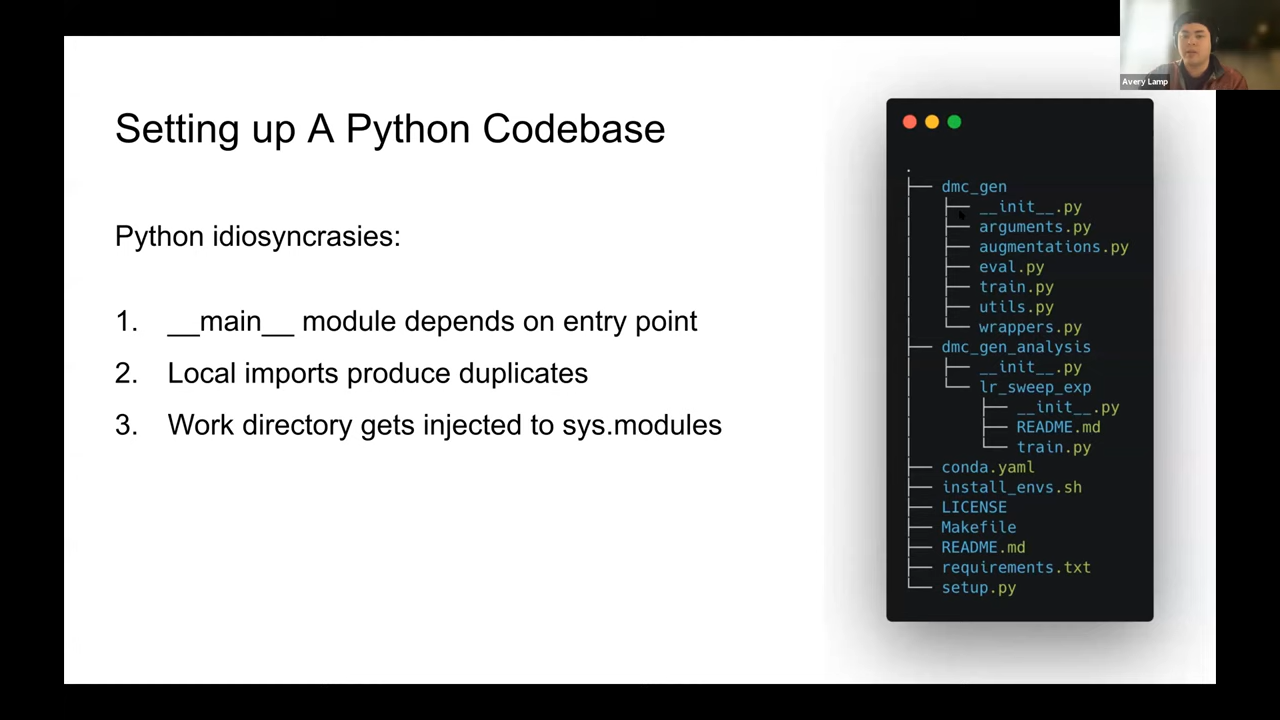 Avery Lamp
Setting up A Python Codebase
Python idiosyncrasies:
1. __main__ module depends on entry point
2. Local imports produce duplicates
3. Work directory gets injected to sys.modules
.
├── dmc_gen
│   ├── __init__.py
│   ├── arguments.py
│   ├── augmentations.py
│   ├── eval.py
│   ├── train.py
│   ├── utils.py
│   └── wrappers.py
├── dmc_gen_analysis
│   ├── __init__.py
│   └── lr_sweep_exp
│       ├── __init__.py
│       ├── README.md
│       └── train.py
├── conda.yaml
├── install_envs.sh
├── LICENSE
├── Makefile
├── README.md
├── requirements.txt
└── setup.py